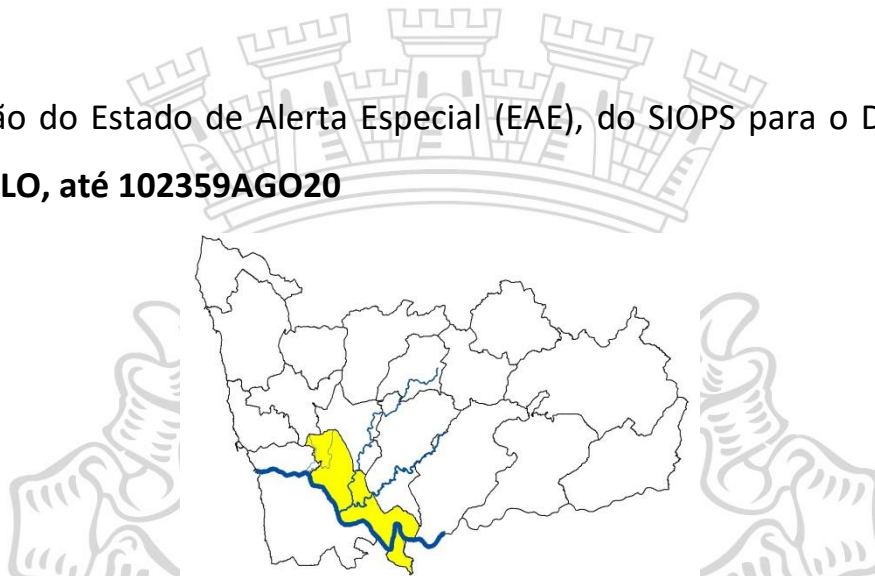 ão do Estado de Alerta Especial (EAE), do SIOPS para o D
LO, até 102359AGO20